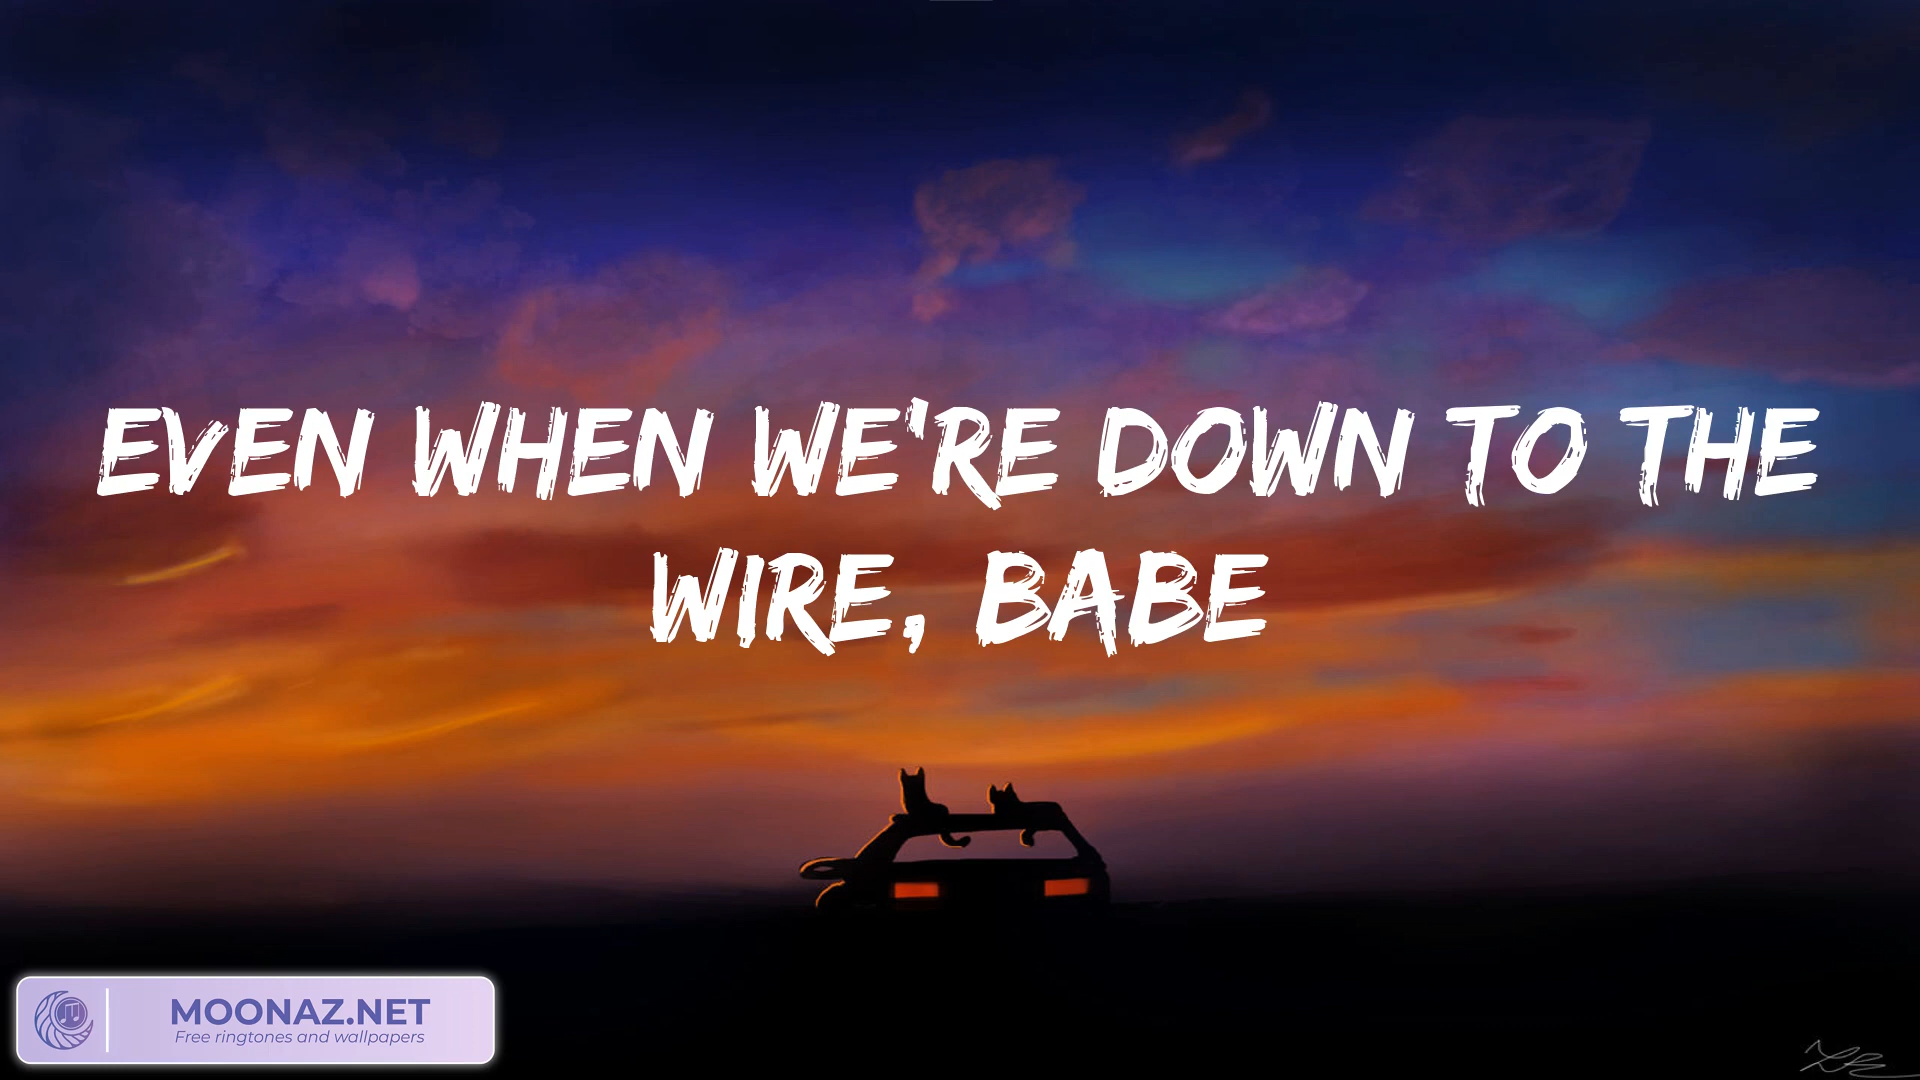 EVEN WHEN WE'RE DOWN TO THE
WIRE, BABE
MOONAZ.NET
Free ringtones and wallpapers